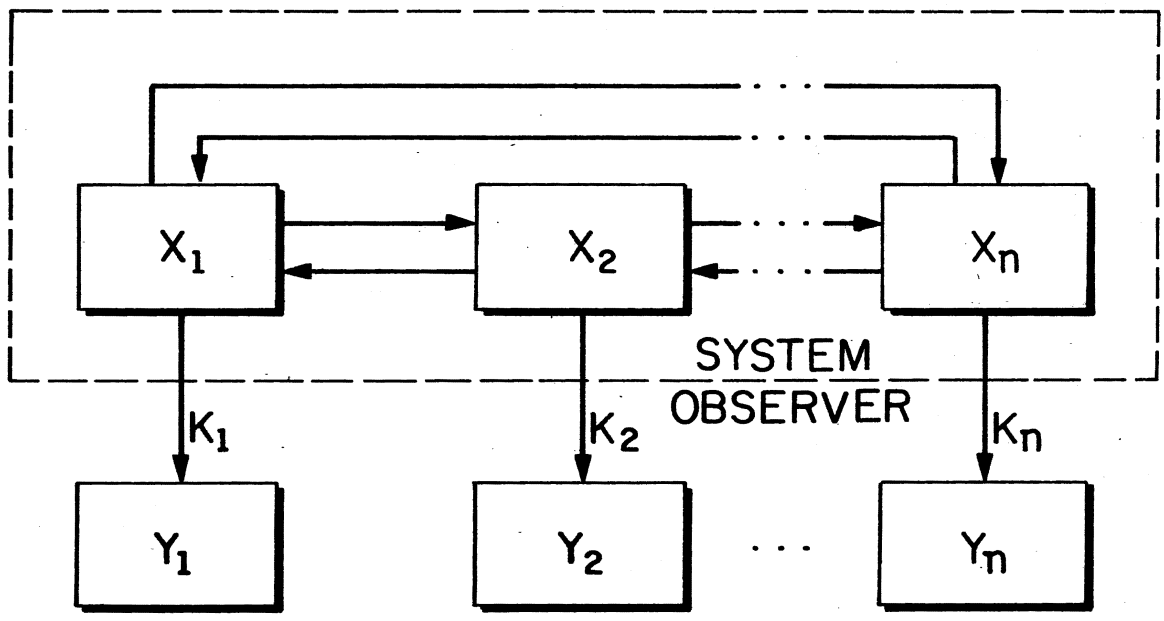 X₁ X₂ Xₙ
SYSTEM
OBSERVER
K₁ K₂ Kₙ
Y₁ Y₂ ... Yₙ